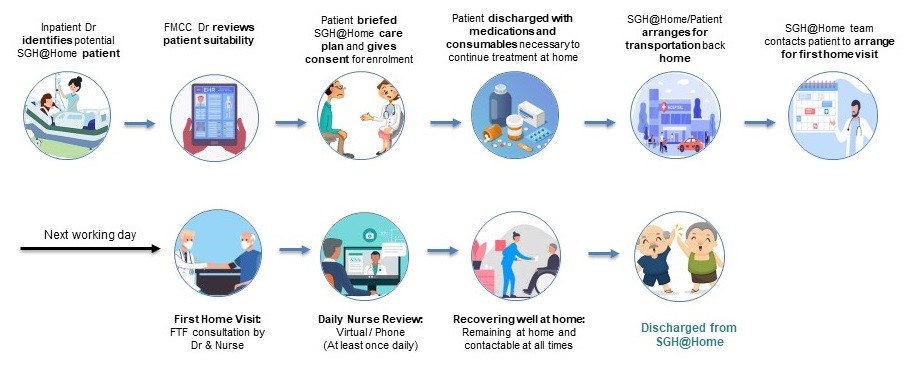 Inpatient Dr
identifies potential
SGH@Home patient
FMCC Dr reviews
patient suitability
Patient briefed
SGH@Home care
plan and gives
consent for enrolment
Patient discharged with
medications and
consumables necessary to
continue treatment at home
SGH@Home/Patient
arranges for
transportation back
home
SGH@Home team
contacts patient to arrange
for first home visit
EHR
HOSPITAL
Next working day
First Home Visit:
FTF consultation by
Dr & Nurse
Daily Nurse Review:
Virtual / Phone
(At least once daily)
Recovering well at home:
Remaining at home and
contactable at all times
Discharged from
SGH@Home